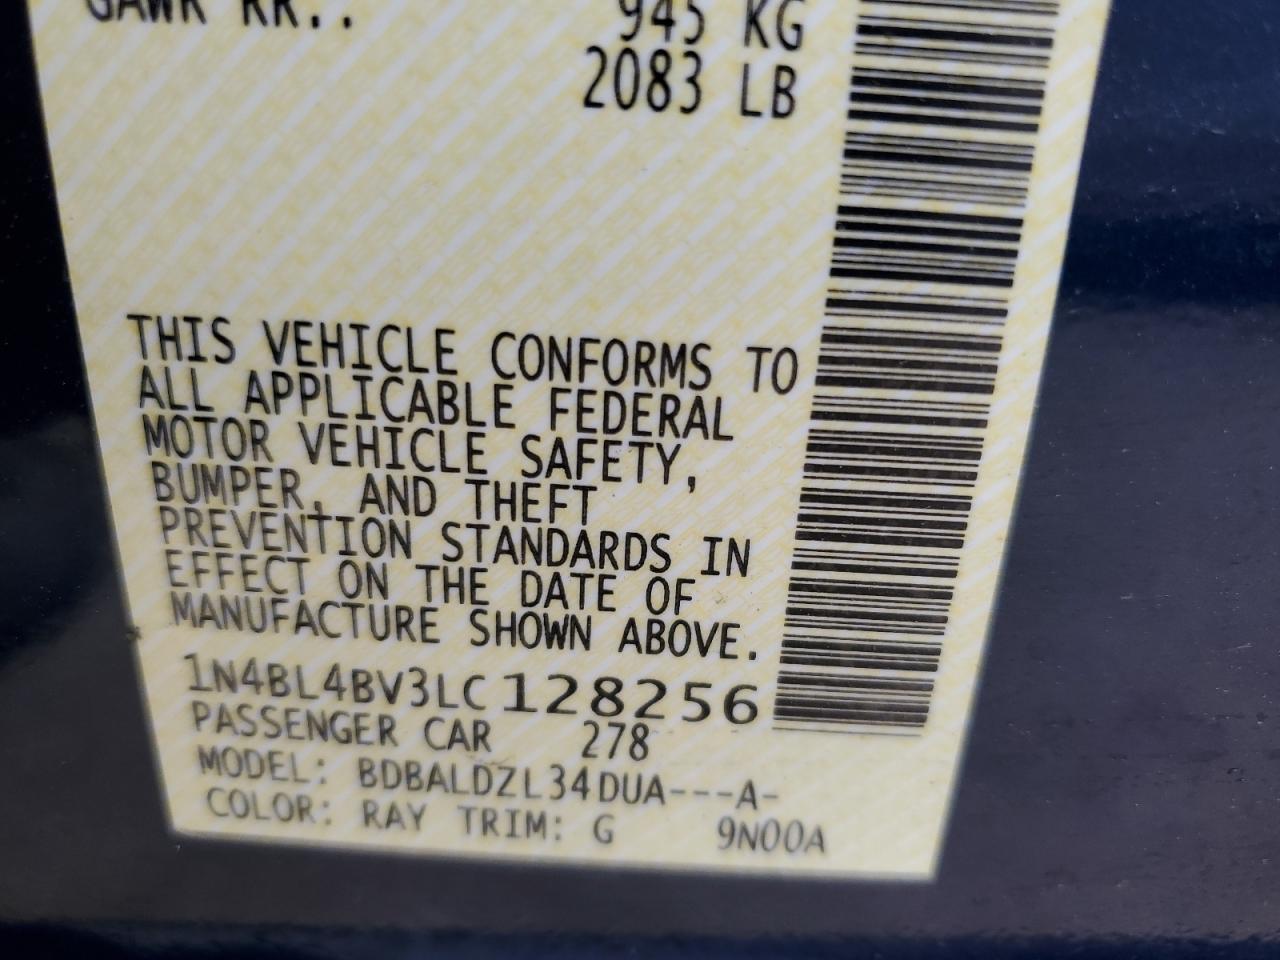 GAWR RR..  945 KG
2083 LB
THIS VEHICLE CONFORMS TO
ALL APPLICABLE FEDERAL
MOTOR VEHICLE SAFETY,
BUMPER, AND THEFT
PREVENTION STANDARDS IN
EFFECT ON THE DATE OF
MANUFACTURE SHOWN ABOVE.
1N4BL4BV3LC128256
PASSENGER CAR 278
MODEL: BDBALDZL34DUA---A-
COLOR: RAY TRIM: G 9N00A